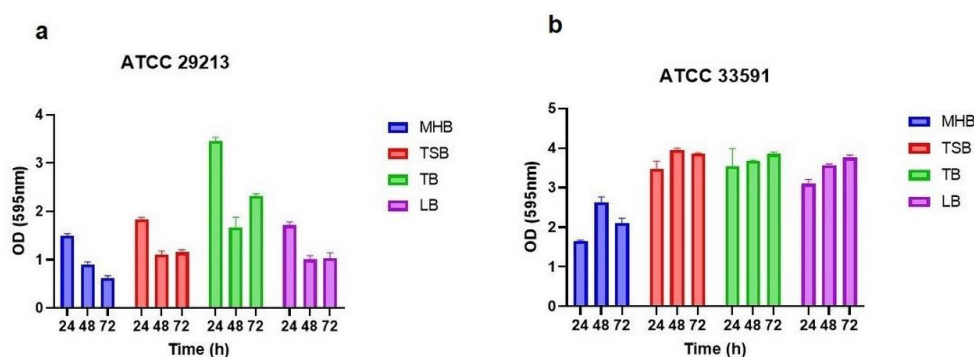 a
ATCC 29213
4
3
2
1
0
OD (595nm)
24 48 72 24 48 72 24 48 72 24 48 72
Time (h)
MHB
TSB
TB
LB
b
ATCC 33591
5
4
3
2
1
0
OD (595nm)
24 48 72 24 48 72 24 48 72 24 48 72
Time (h)
MHB
TSB
TB
LB